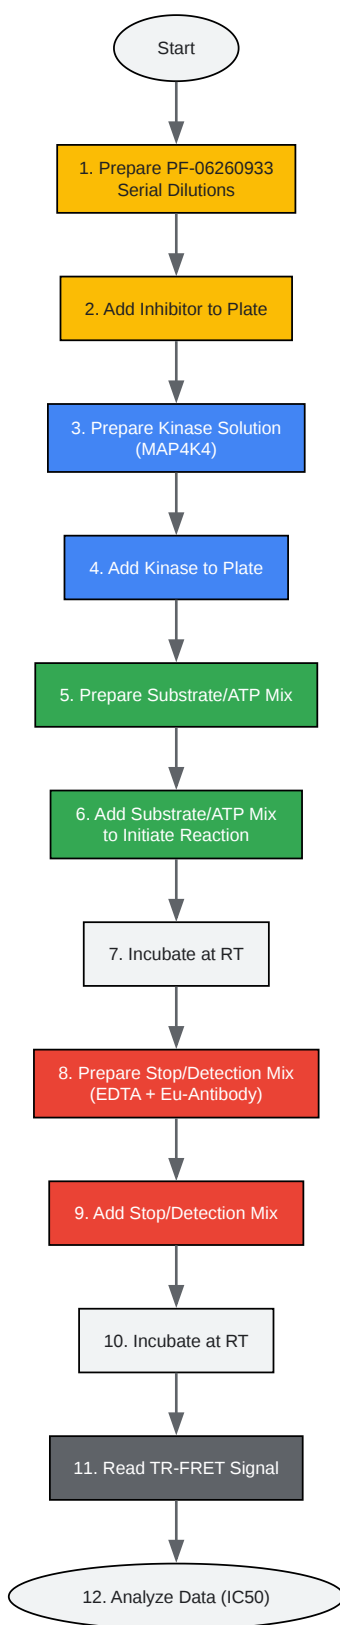 Start
1. Prepare PF-06260933
Serial Dilutions
2. Add Inhibitor to Plate
3. Prepare Kinase Solution
(MAP4K4)
4. Add Kinase to Plate
5. Prepare Substrate/ATP Mix
6. Add Substrate/ATP Mix
to Initiate Reaction
7. Incubate at RT
8. Prepare Stop/Detection Mix
(EDTA + Eu-Antibody)
9. Add Stop/Detection Mix
10. Incubate at RT
11. Read TR-FRET Signal
12. Analyze Data (IC50)